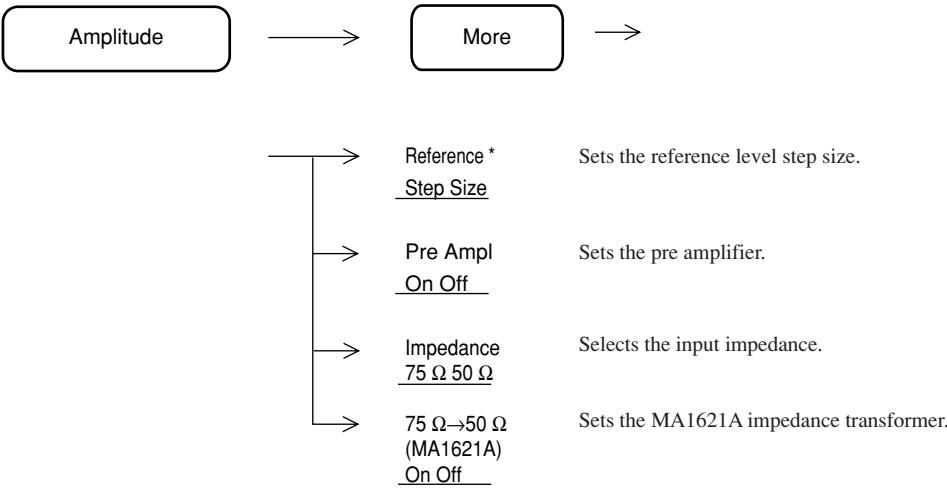 Amplitude More
Reference * Sets the reference level step size.
Step Size
Pre Ampl Sets the pre amplifier.
On Off
Impedance Selects the input impedance.
75 Ω 50 Ω
75 Ω→50 Ω Sets the MA1621A impedance transformer.
(MA1621A)
On Off